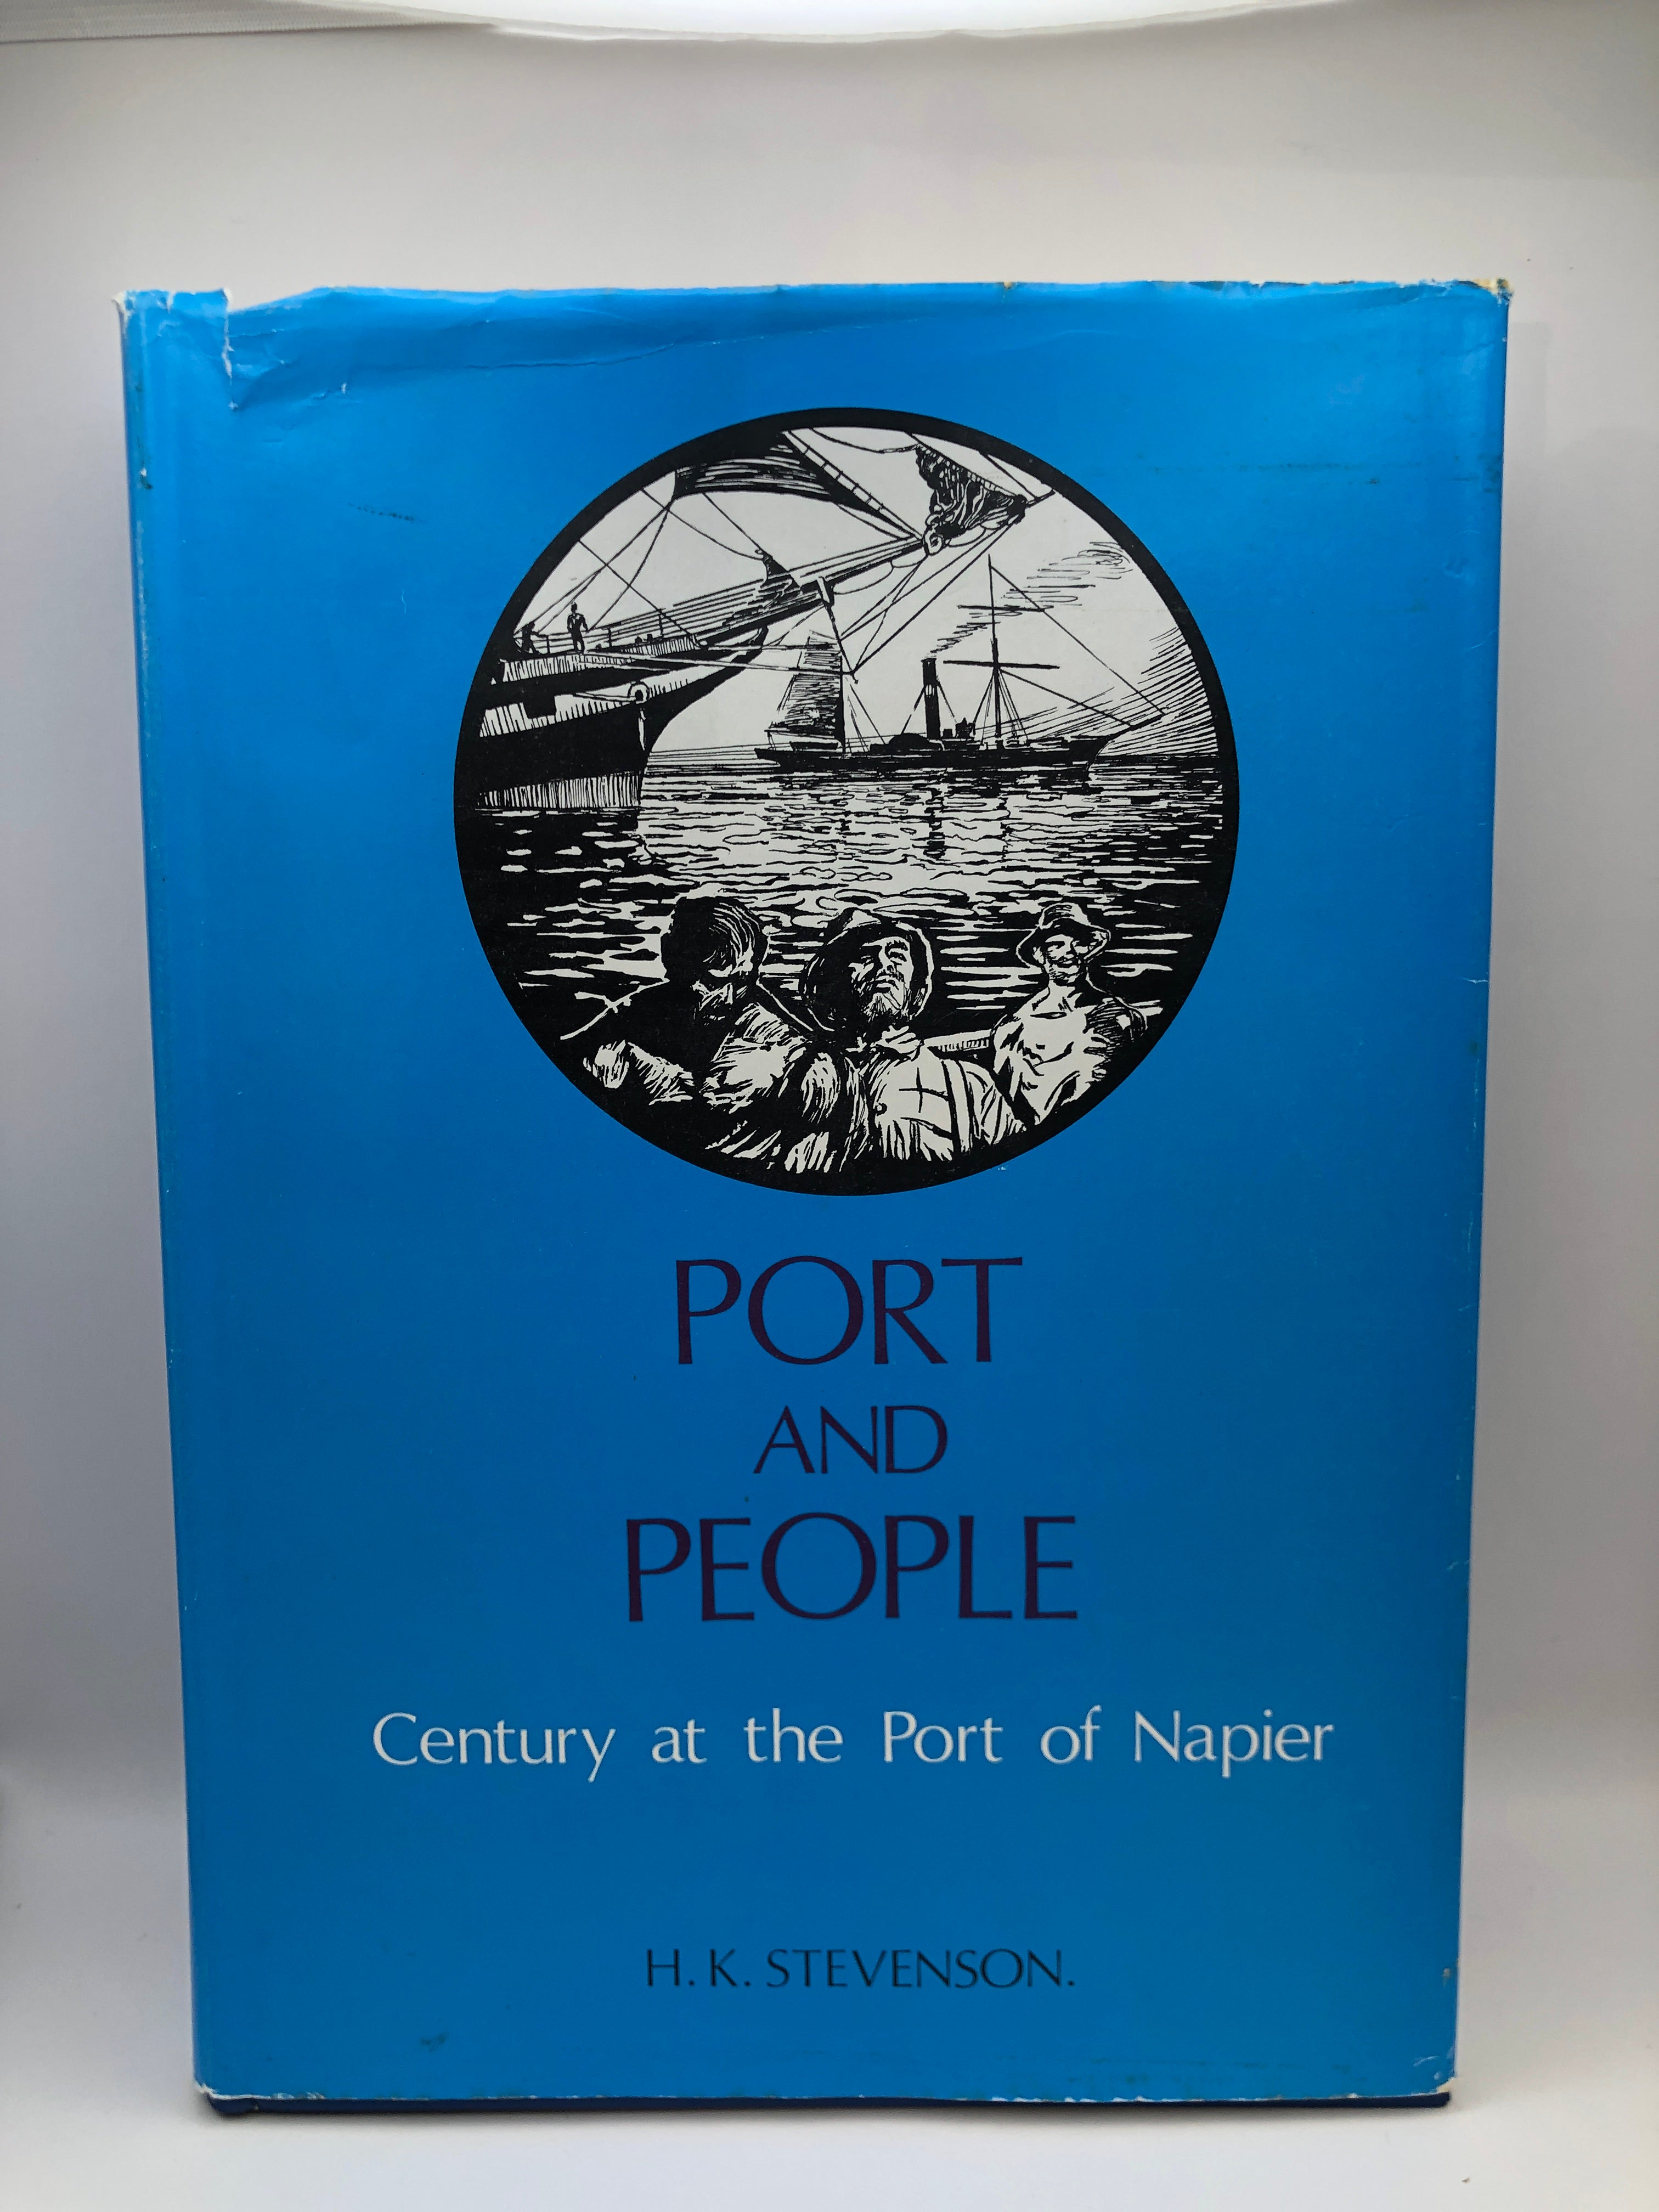 PORT
AND
PEOPLE
Century at the Port of Napier
H. K. STEVENSON.